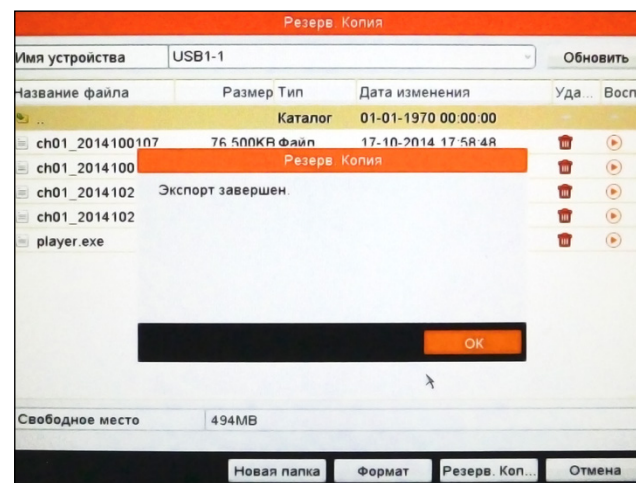 Резерв. Копия
Имя устройства USB1-1 Обновить
Название файла Размер Тип Дата изменения Уда... Восп
.. Каталог 01-01-1970 00:00:00
ch01_2014100107 76,500KB Файл 17-10-2014 17:58:48
Резерв. Копия
ch01_2014100
Экспорт завершен.
ch01_2014102
ch01_2014102
player.exe
OK
Свободное место 494MB
Новая папка Формат Резерв. Коп... Отмена